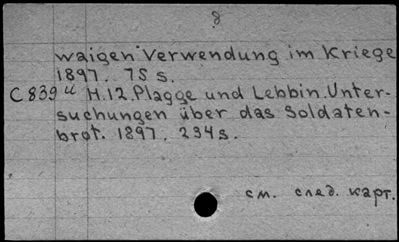 8
waigen Verwendung im Kriege
1897. 75 s.
C 839 u H.12. Plagge und Lebbin. Unter-
suchungen über das Soldaten-
brot. 1897. 234 s.
см. след. карт.